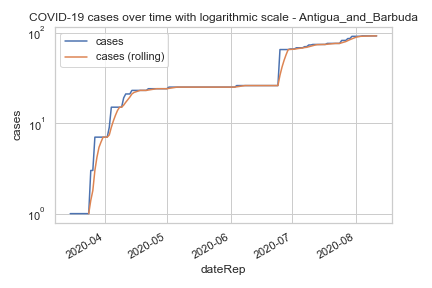 COVID-19 cases over time with logarithmic scale - Antigua_and_Barbuda
cases
cases (rolling)
10²
10¹
10⁰
cases
2020-04
2020-05
2020-06
2020-07
2020-08
dateRep